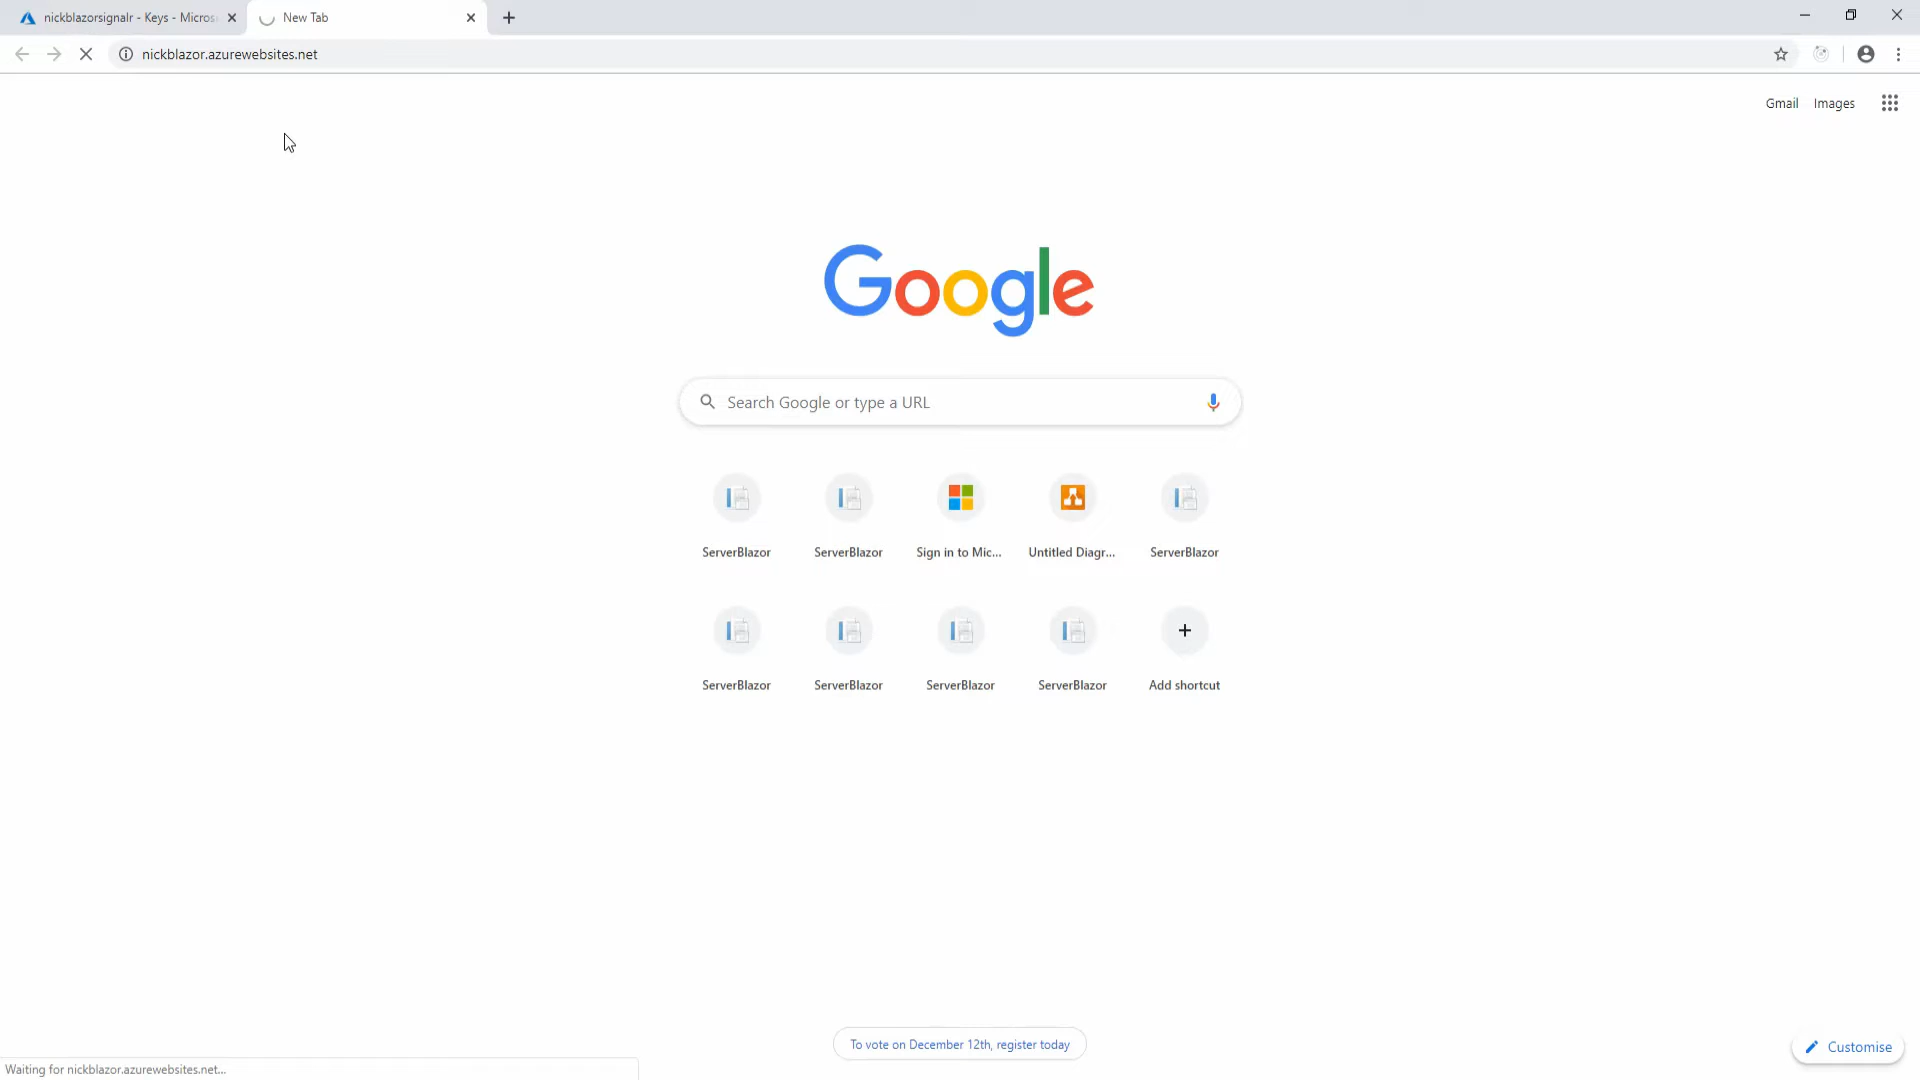 nickblazorsignalr - Keys - Micros
New Tab
nickblazor.azurewebsites.net
Gmail
Images
Google
Search Google or type a URL
ServerBlazor
ServerBlazor
Sign in to Mic...
Untitled Diagr...
ServerBlazor
ServerBlazor
ServerBlazor
ServerBlazor
ServerBlazor
Add shortcut
To vote on December 12th, register today
Customise
Waiting for nickblazor.azurewebsites.net...